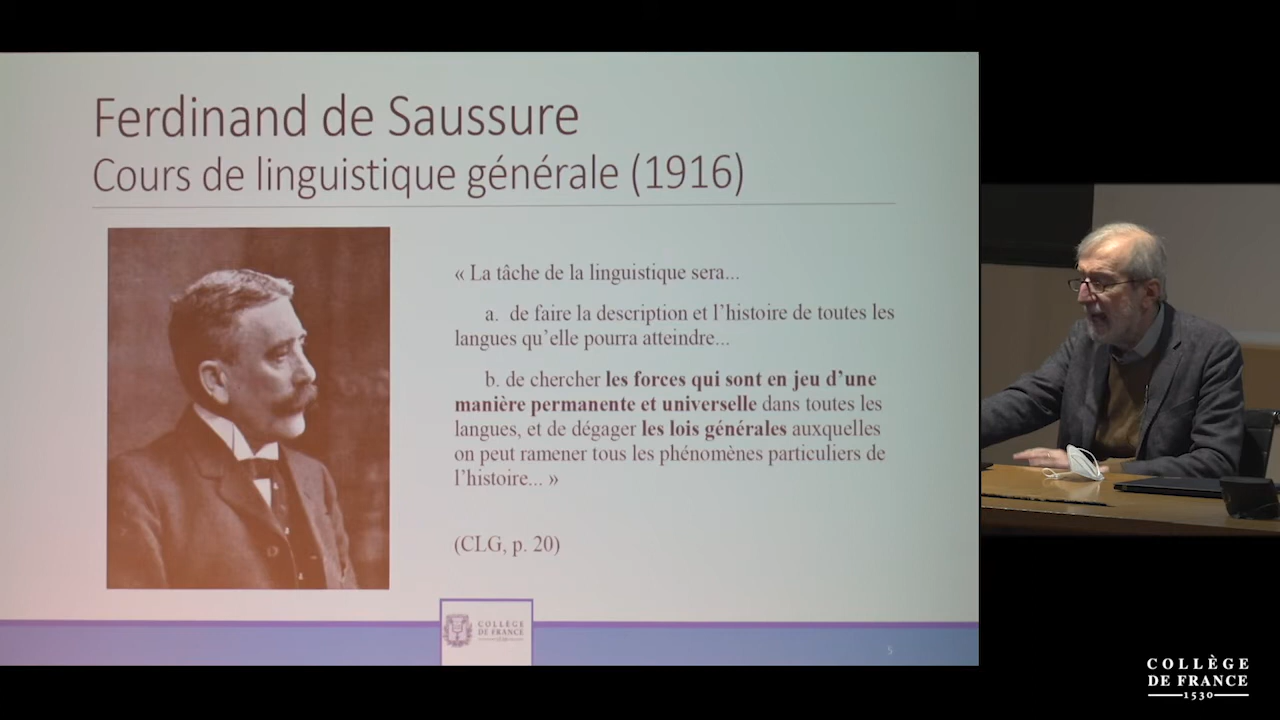 Ferdinand de Saussure
Cours de linguistique générale (1916)
« La tâche de la linguistique sera...
a. de faire la description et l’histoire de toutes les
langues qu’elle pourra atteindre...
b. de chercher les forces qui sont en jeu d’une
manière permanente et universelle dans toutes les
langues, et de dégager les lois générales auxquelles
on peut ramener tous les phénomènes particuliers de
l’histoire... »
(CLG, p. 20)
COLLÈGE
DE FRANCE
1530
5
COLLÈGE
DE FRANCE
1530